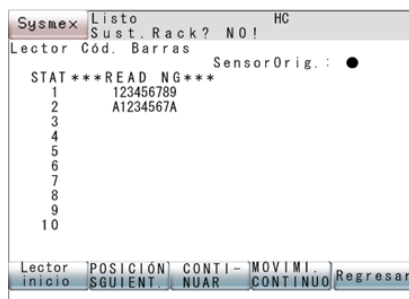 Sysmex Listo HC
Sust.Rack? NO!
Lector Cód. Barras
SensorOrig.: ●
STAT ***READ NG***
1 123456789
2 A1234567A
3
4
5
6
7
8
9
10
Lector inicio
POSICIÓN SGUIENT.
CONTI- NUAR
MOVIMI. CONTINUO
Regresar